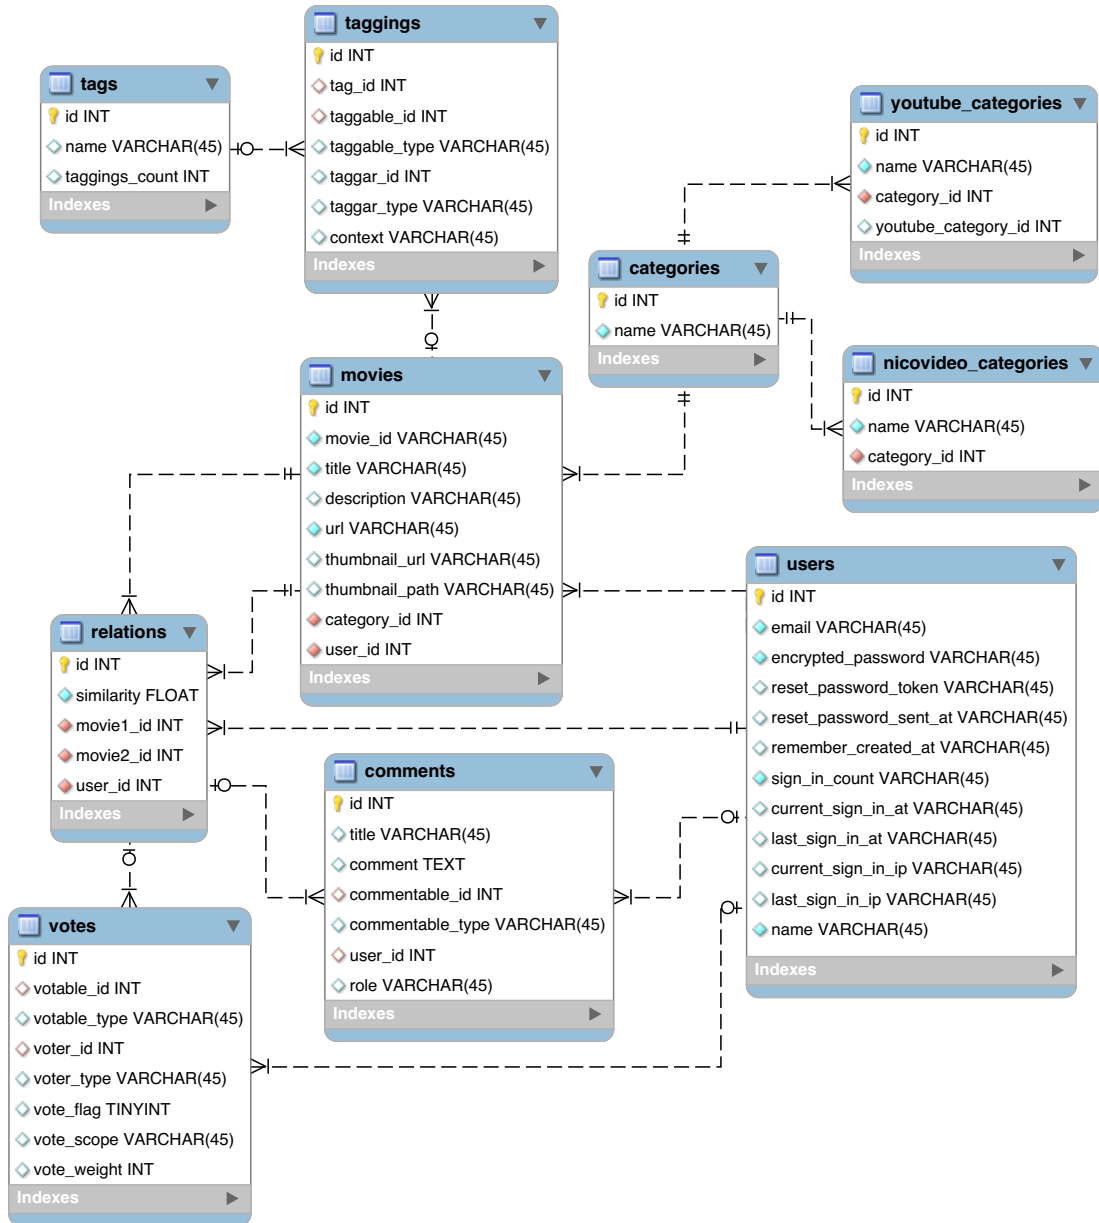 taggings
id INT
tag_id INT
taggable_id INT
taggable_type VARCHAR(45)
taggar_id INT
taggar_type VARCHAR(45)
context VARCHAR(45)
Indexes
tags
id INT
name VARCHAR(45)
taggings_count INT
Indexes
youtube_categories
id INT
name VARCHAR(45)
category_id INT
youtube_category_id INT
Indexes
categories
id INT
name VARCHAR(45)
Indexes
nicovideo_categories
id INT
name VARCHAR(45)
category_id INT
Indexes
movies
id INT
movie_id VARCHAR(45)
title VARCHAR(45)
description VARCHAR(45)
url VARCHAR(45)
thumbnail_url VARCHAR(45)
thumbnail_path VARCHAR(45)
category_id INT
user_id INT
Indexes
users
id INT
email VARCHAR(45)
encrypted_password VARCHAR(45)
reset_password_token VARCHAR(45)
reset_password_sent_at VARCHAR(45)
remember_created_at VARCHAR(45)
sign_in_count VARCHAR(45)
current_sign_in_at VARCHAR(45)
last_sign_in_at VARCHAR(45)
current_sign_in_ip VARCHAR(45)
last_sign_in_ip VARCHAR(45)
name VARCHAR(45)
Indexes
relations
id INT
similarity FLOAT
movie1_id INT
movie2_id INT
user_id INT
Indexes
comments
id INT
title VARCHAR(45)
comment TEXT
commentable_id INT
commentable_type VARCHAR(45)
user_id INT
role VARCHAR(45)
Indexes
votes
id INT
votable_id INT
votable_type VARCHAR(45)
voter_id INT
voter_type VARCHAR(45)
vote_flag TINYINT
vote_scope VARCHAR(45)
vote_weight INT
Indexes